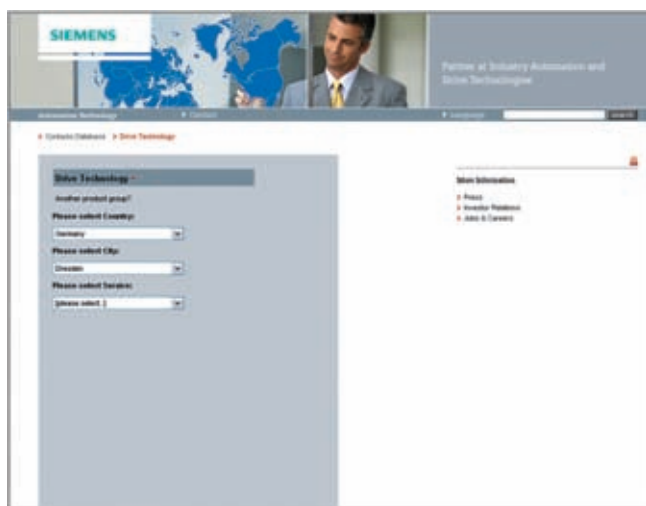 SIEMENS
Partner at Industry Automation and
Drive Technologies
Automation Technology
Contact
Language
search
Contacts Database
Drive Technology
Drive Technology
Another product group?
Please select Country:
Germany
Please select City:
Dresden
Please select Service:
[please select..]
More Information
Press
Investor Relations
Jobs & Careers